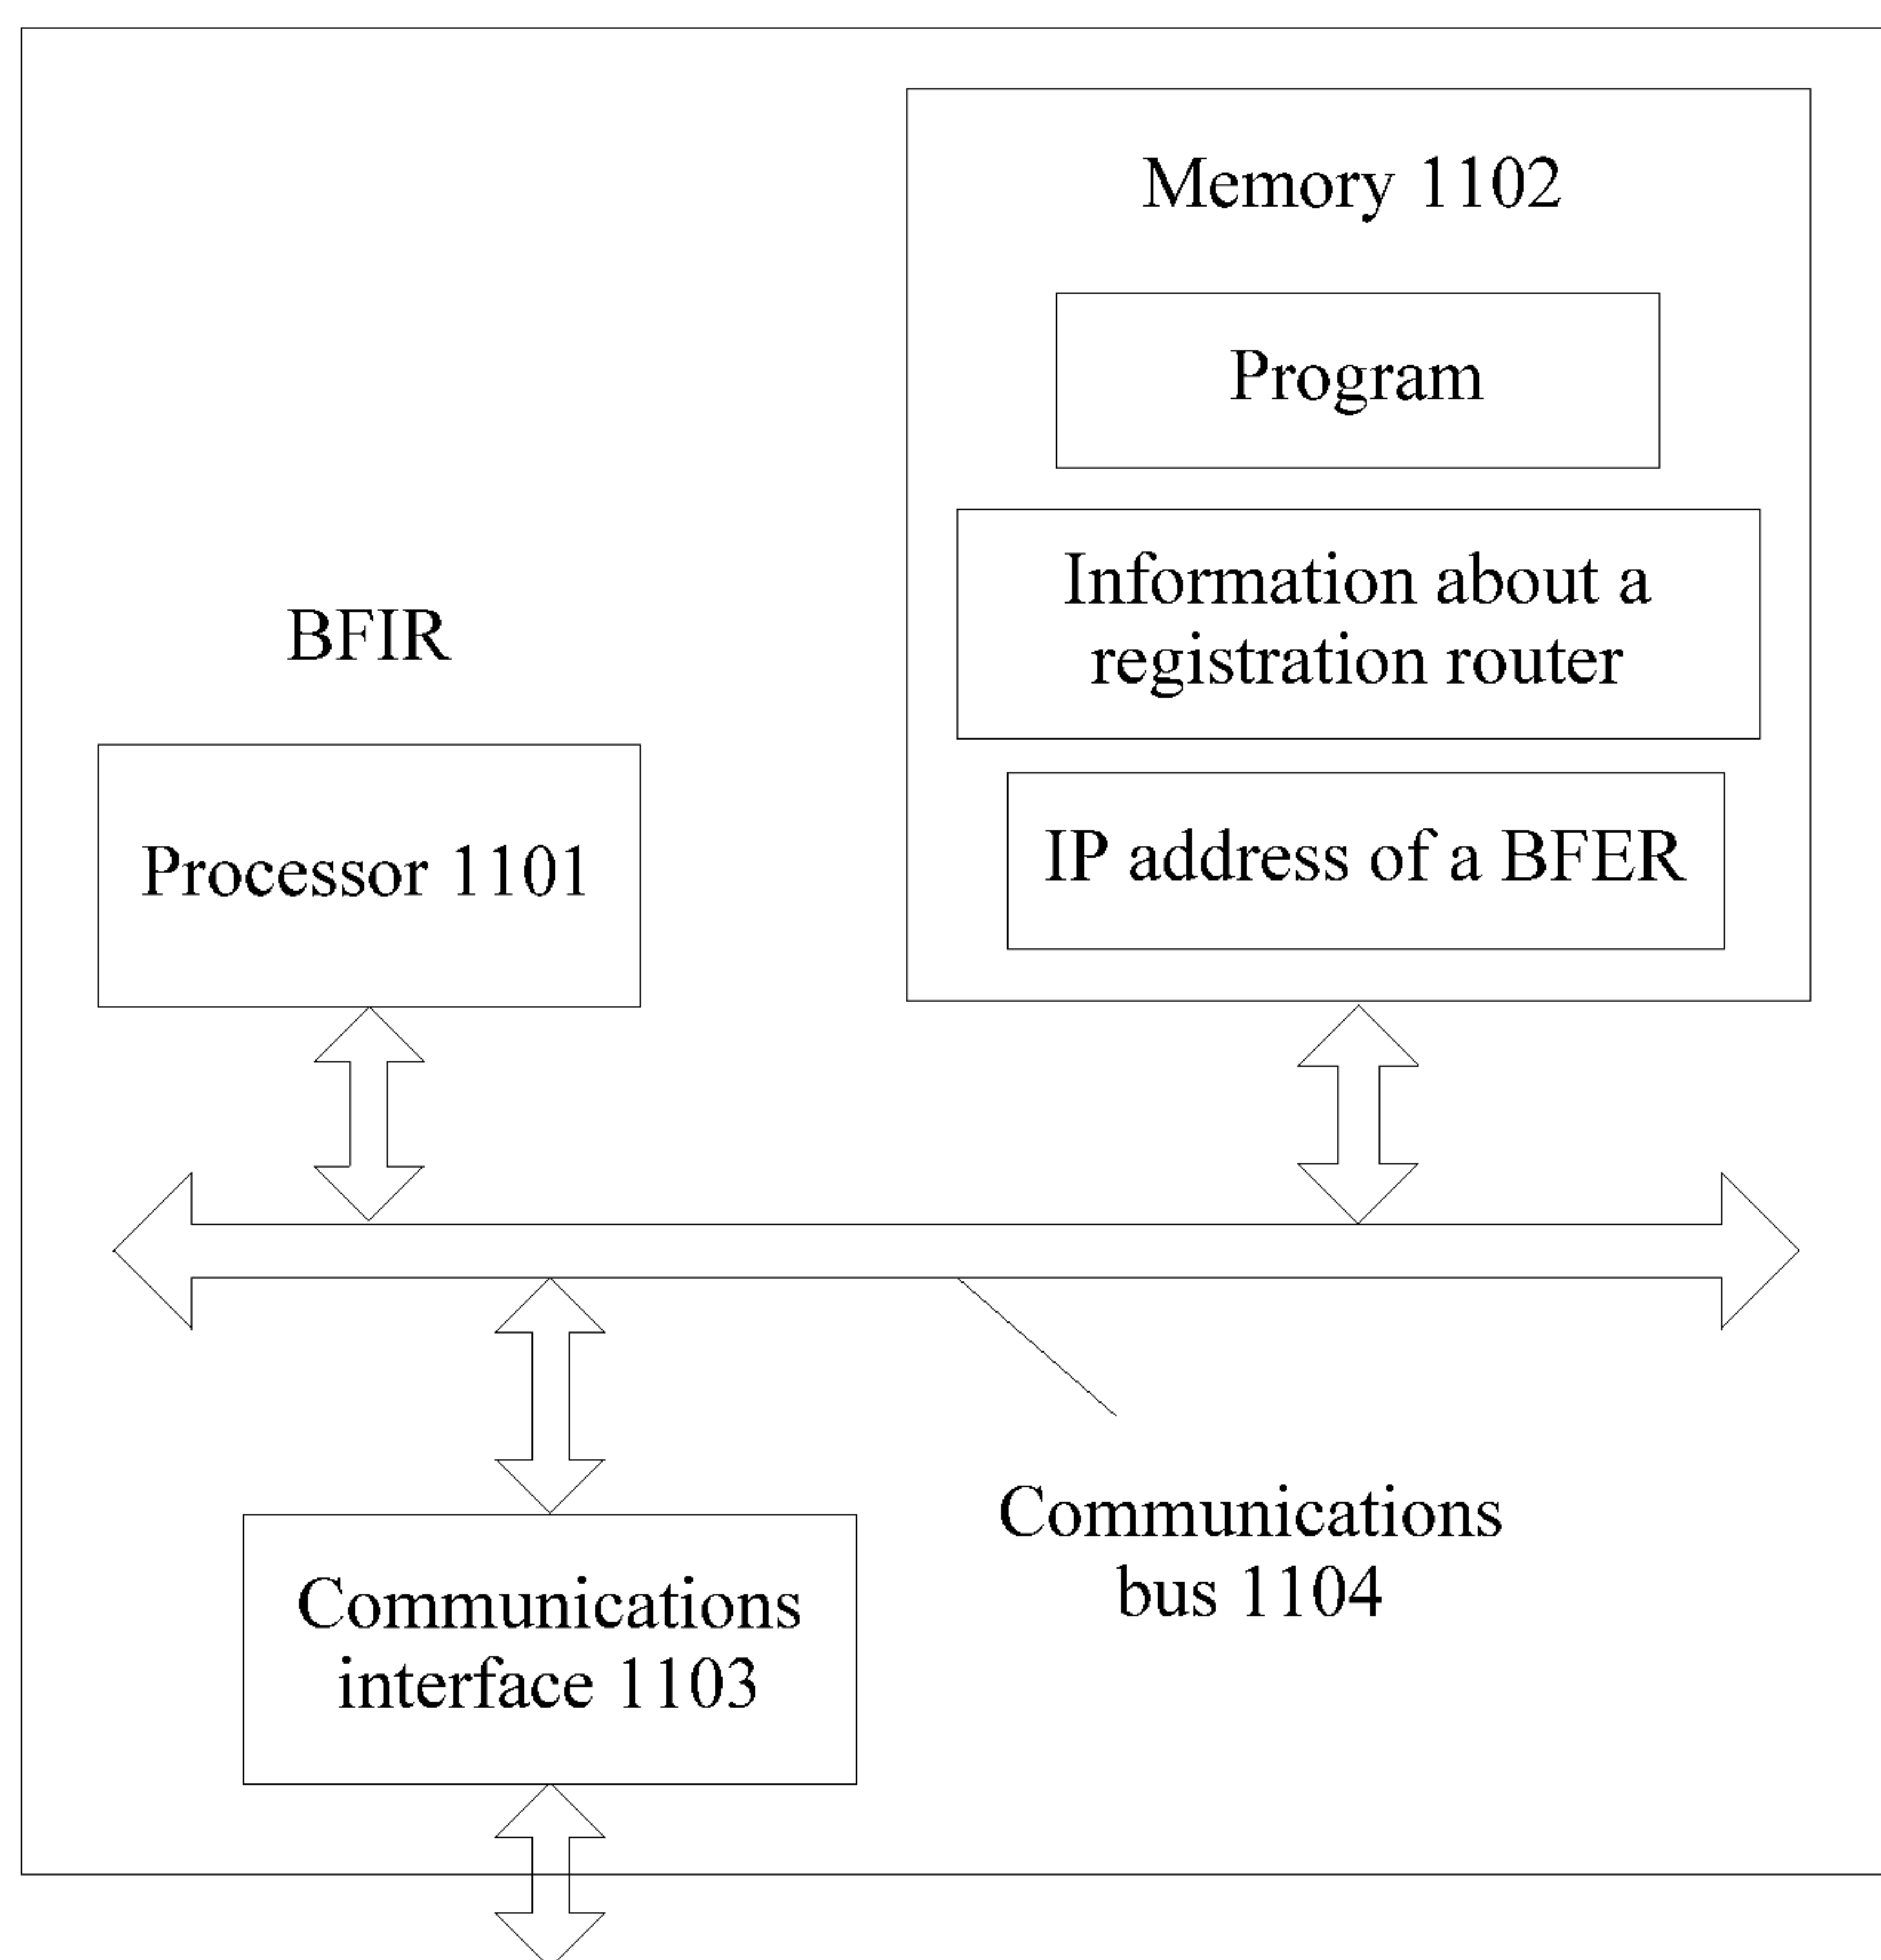 Memory 1102
Program
Information about a
registration router
IP address of a BFER
BFIR
Processor 1101
Communications
bus 1104
Communications
interface 1103